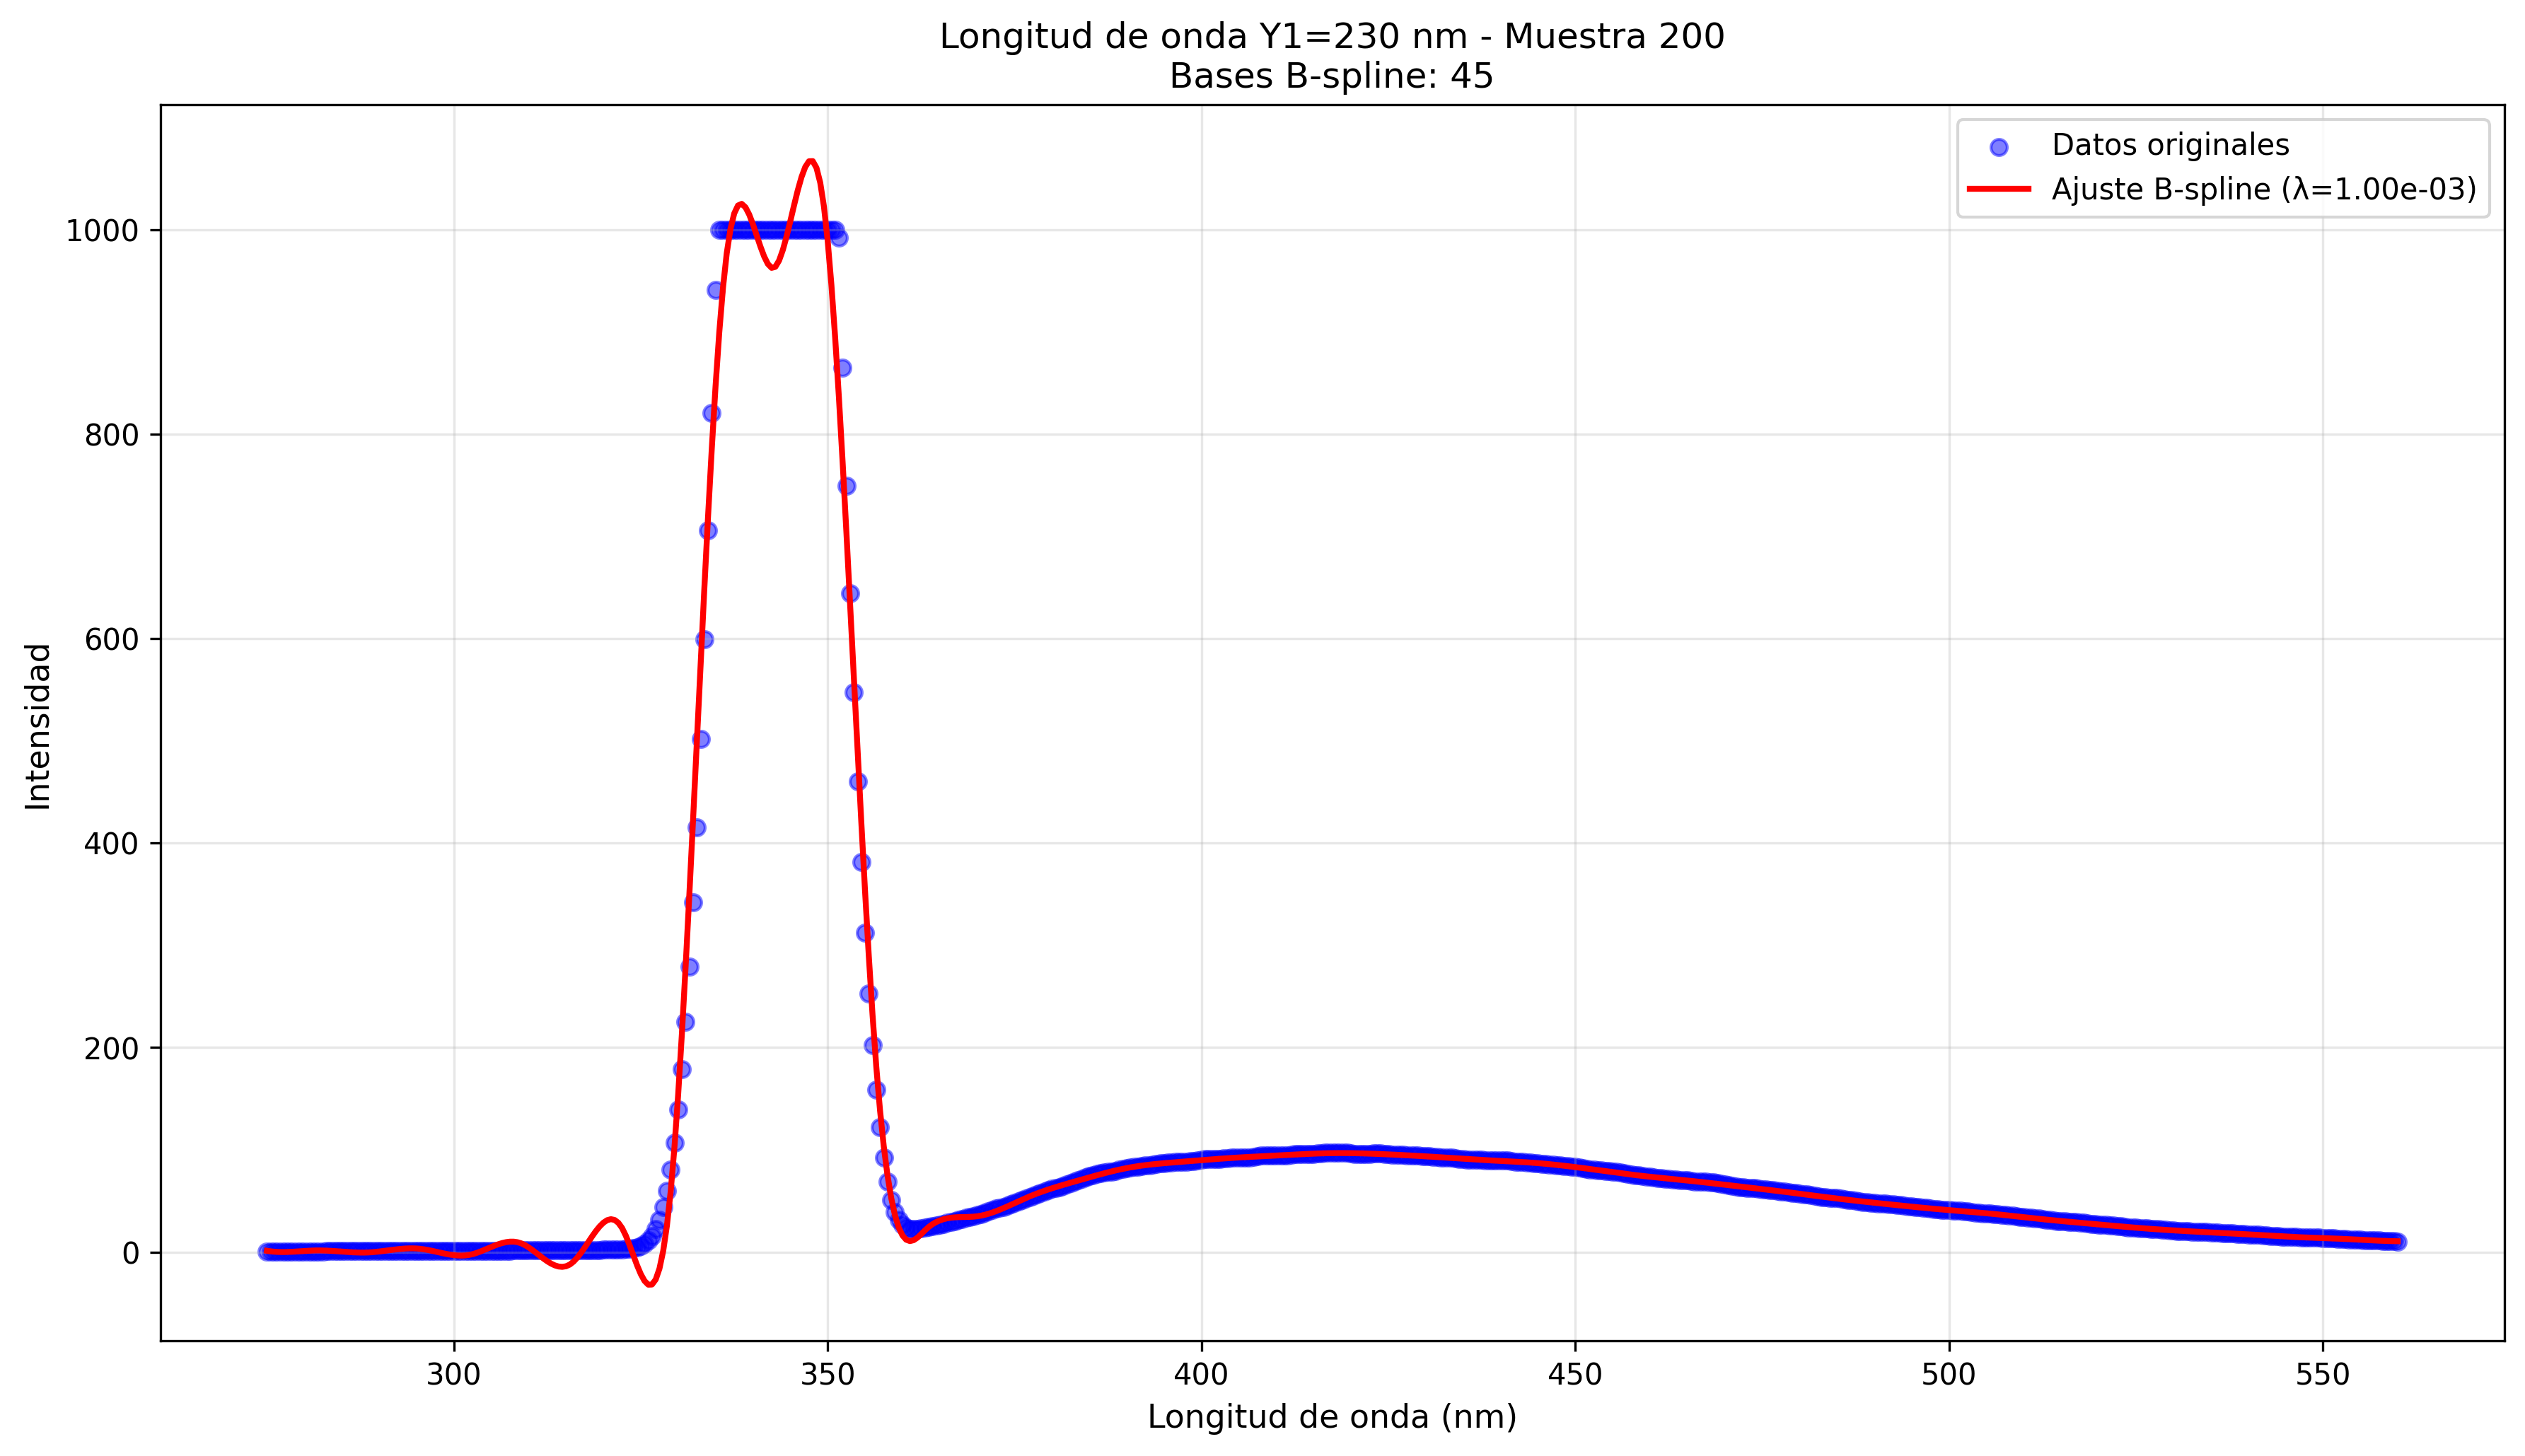 Longitud de onda Y1=230 nm - Muestra 200
Bases B-spline: 45
Datos originales
Ajuste B-spline (λ=1.00e-03)
Intensidad
1000
800
600
400
200
0
300
350
400
450
500
550
Longitud de onda (nm)